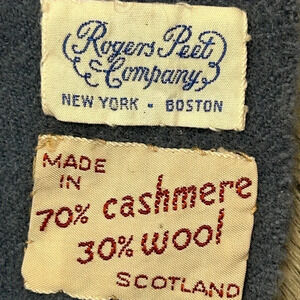 Rogers Peet
& Company
NEW YORK - BOSTON
MADE
IN
70% cashmere
30% wool
SCOTLAND